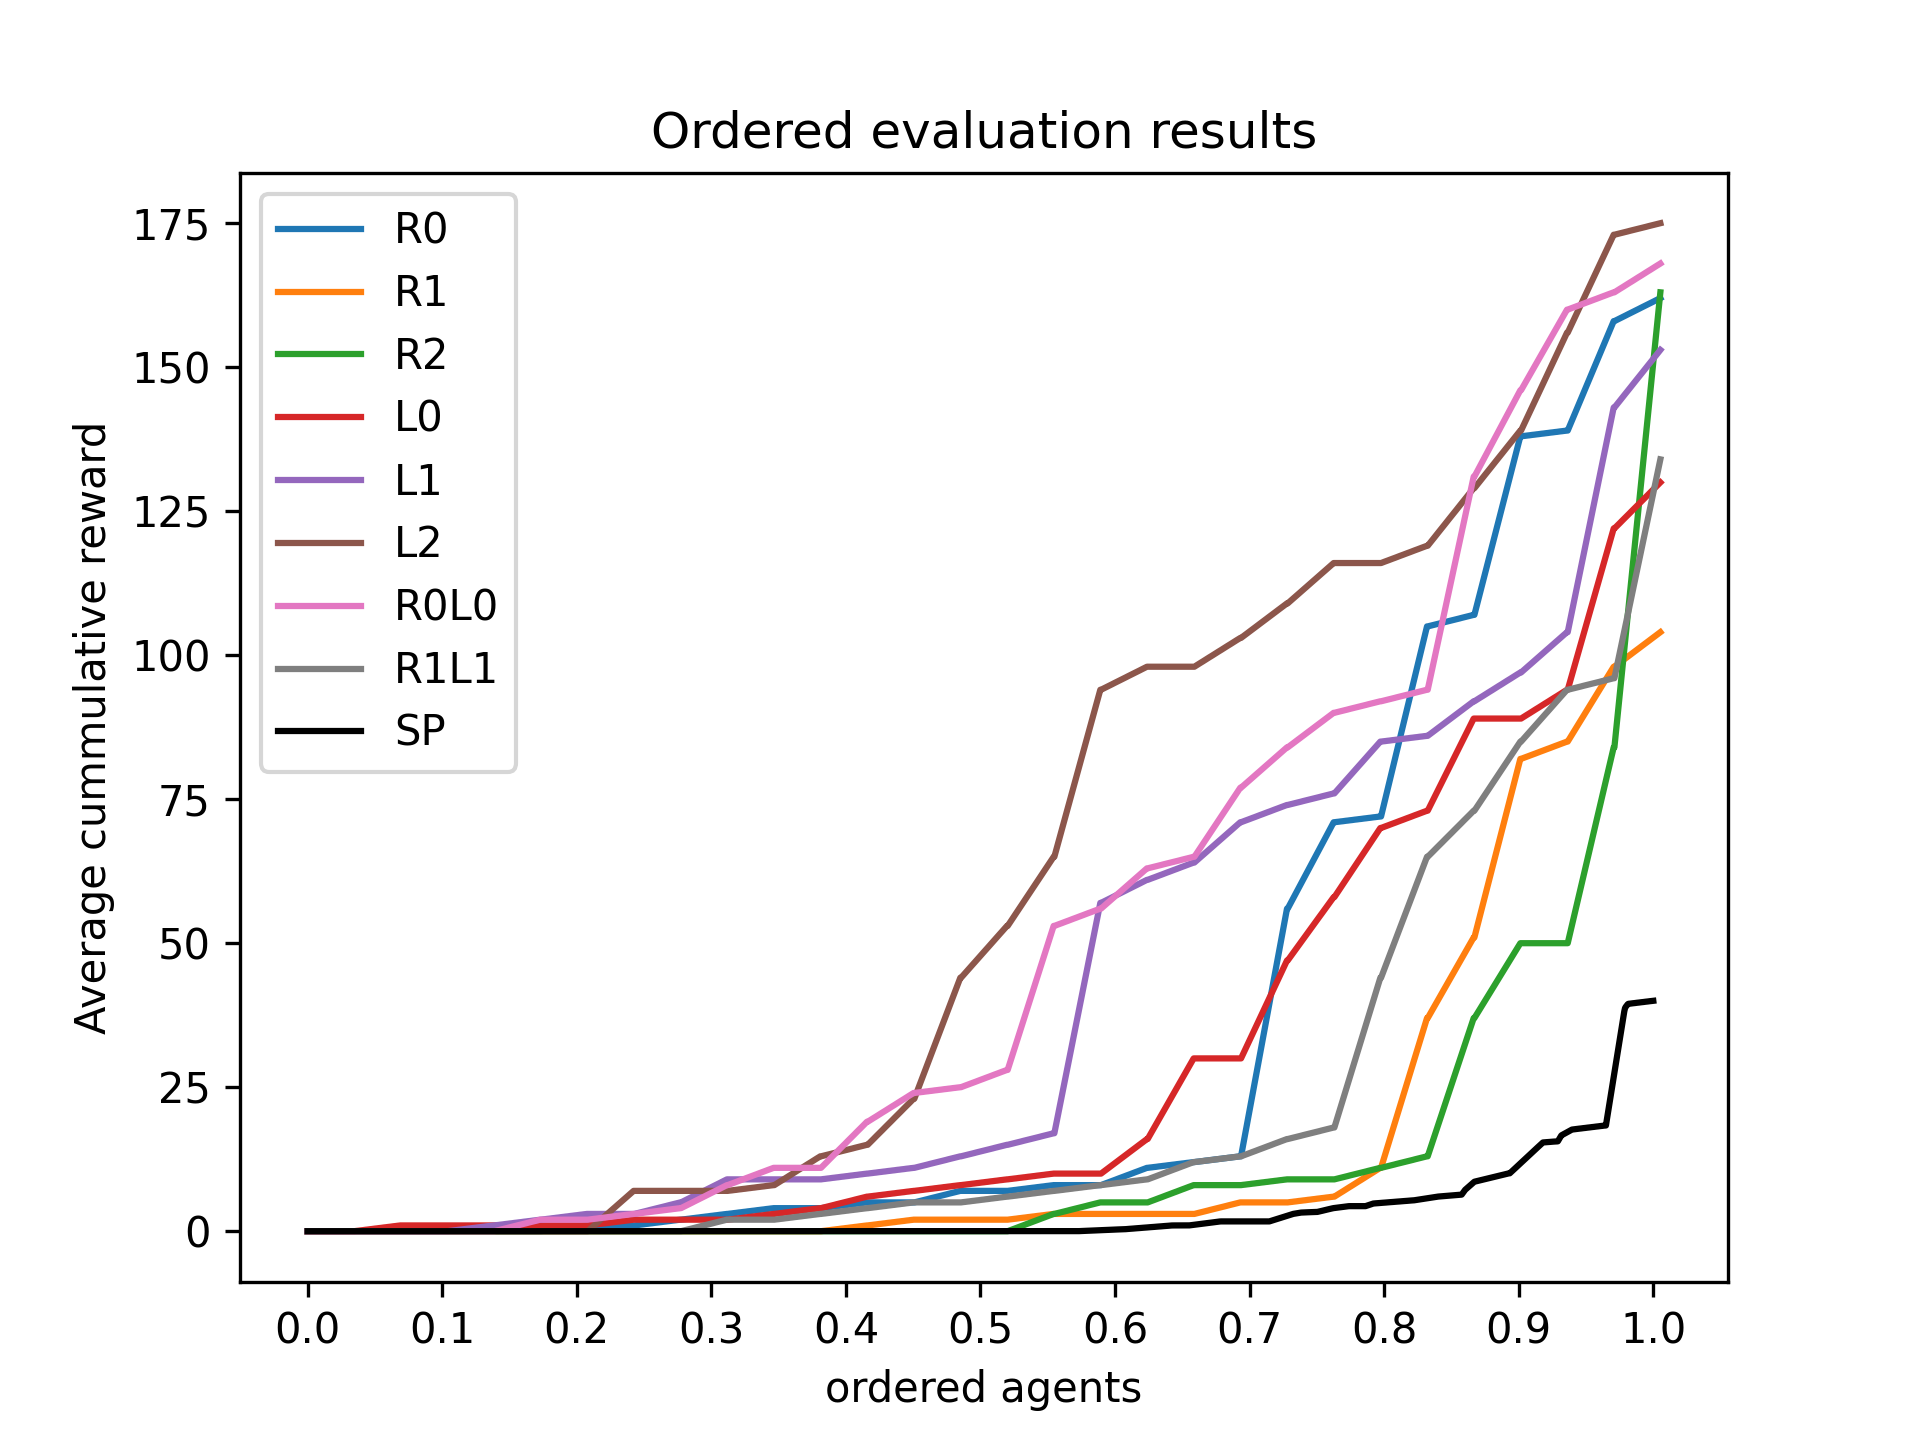 Ordered evaluation results
Average cummulative reward
175
150
125
100
75
50
25
0
R0
R1
R2
L0
L1
L2
R0L0
R1L1
SP
0.0 0.1 0.2 0.3 0.4 0.5 0.6 0.7 0.8 0.9 1.0
ordered agents